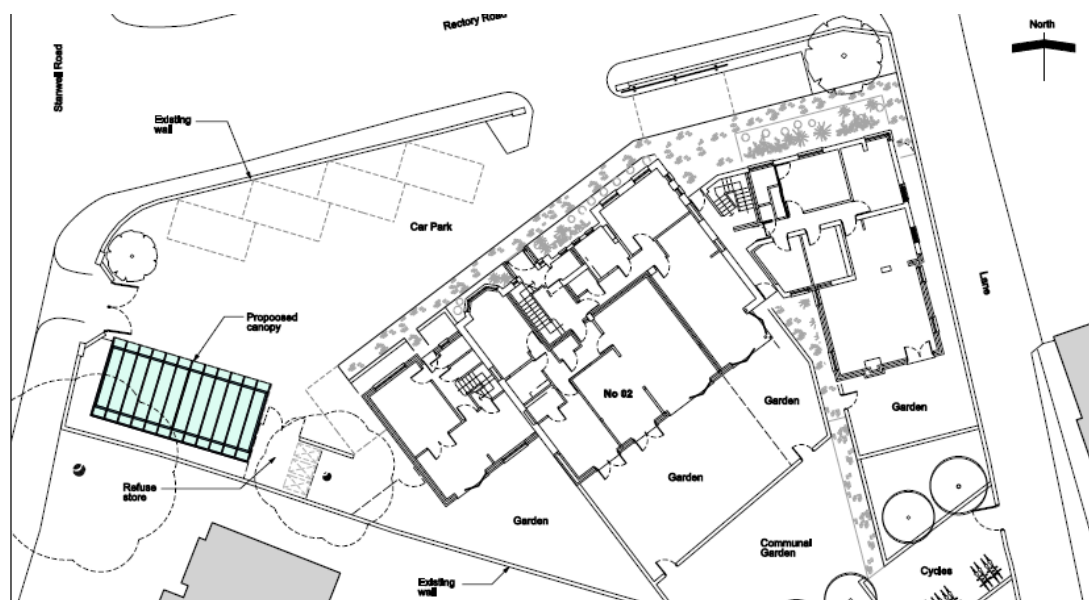 Rectory Road
North
Stanwell Road
Existing
wall
Car Park
Lane
Propoosed
canopy
No 02
Garden
Garden
Garden
Refuse
store
Garden
Communal
Garden
Existing
wall
Cycles